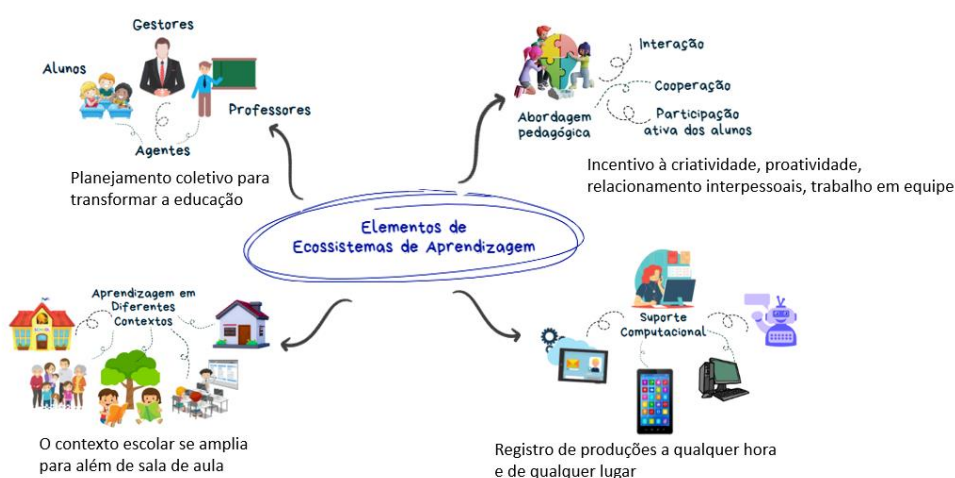 Gestores
Alunos
Professores
Agentes
Planejamento coletivo para
transformar a educação
Interação
Cooperação
Participação
ativa dos alunos
Abordagem
pedagógica
Incentivo à criatividade, proatividade,
relacionamento interpessoais, trabalho em equipe
Elementos de
Ecossistemas de Aprendizagem
Aprendizagem em
Diferentes
Contextos
O contexto escolar se amplia
para além de sala de aula
Suporte
Computacional
Registro de produções a qualquer hora
e de qualquer lugar